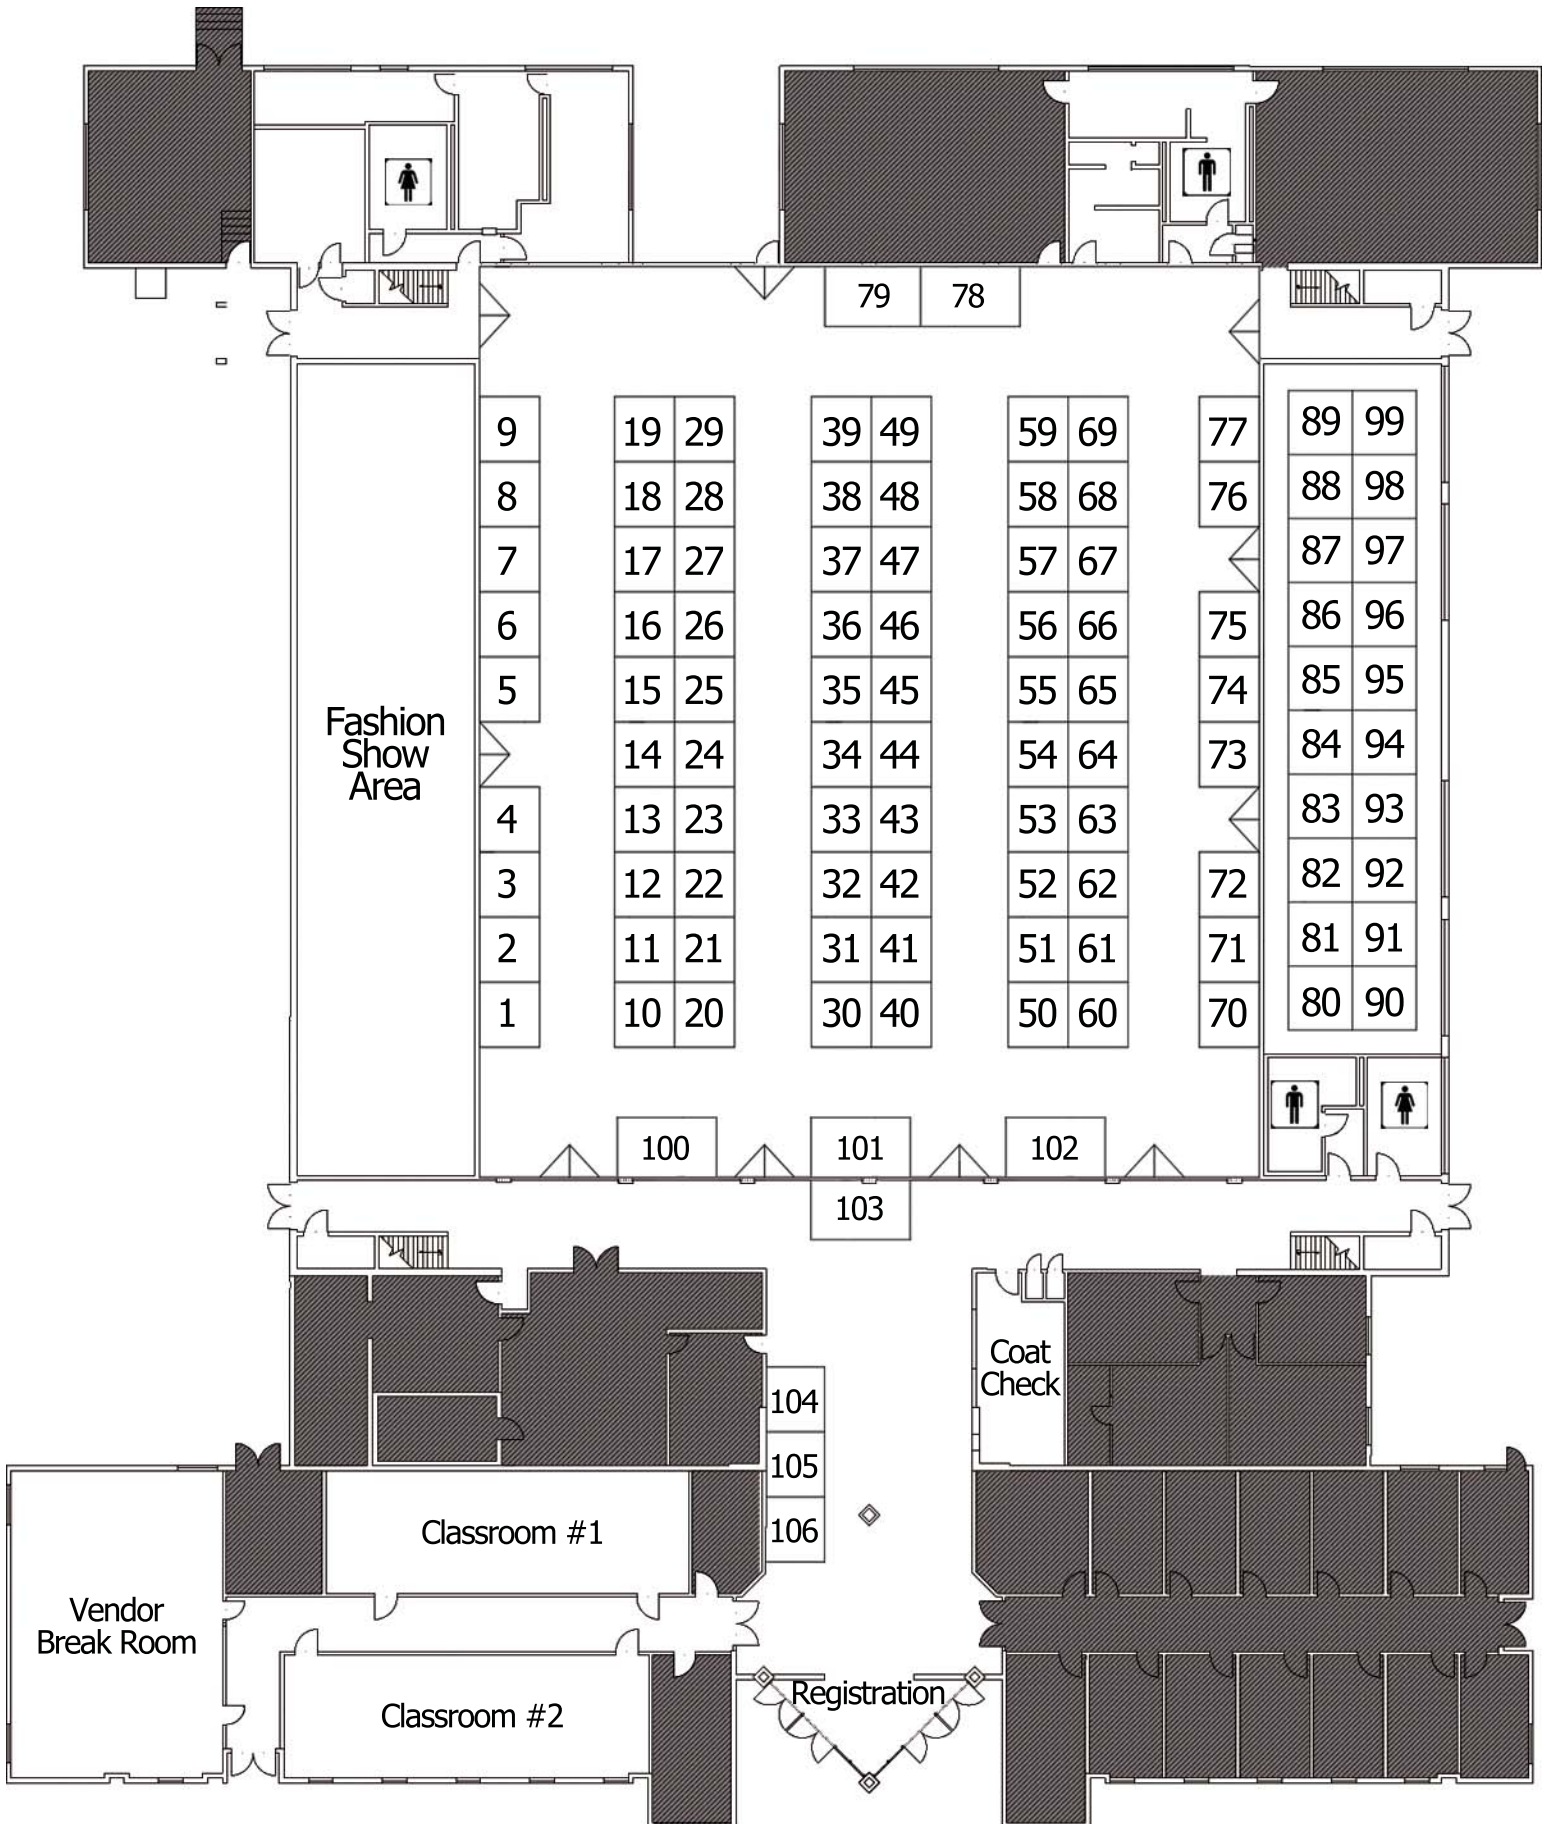 79 78
9 19 29 39 49 59 69 77 89 99
8 18 28 38 48 58 68 76 88 98
7 17 27 37 47 57 67 87 97
6 16 26 36 46 56 66 75 86 96
5 15 25 35 45 55 65 74 85 95
Fashion
Show
Area
14 24 34 44 54 64 73 84 94
4 13 23 33 43 53 63 83 93
3 12 22 32 42 52 62 72 82 92
2 11 21 31 41 51 61 71 81 91
1 10 20 30 40 50 60 70 80 90
100 101 102
103
Coat
Check
104
105
106
Classroom #1
Vendor
Break Room
Classroom #2
Registration